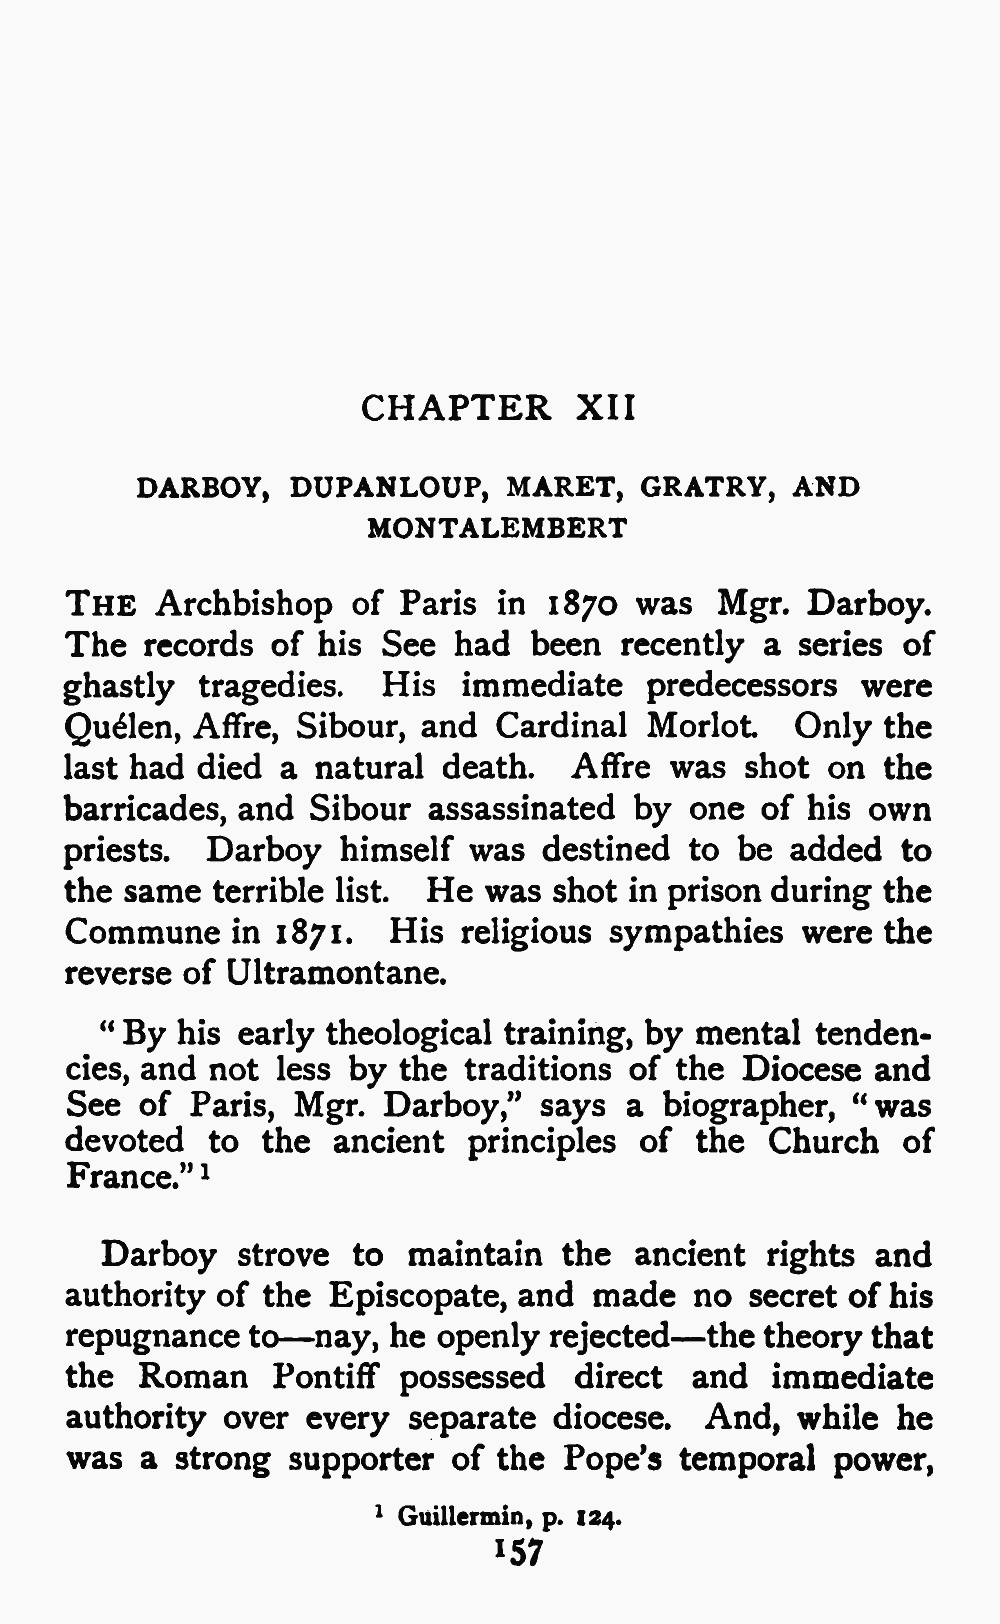 CHAPTER XII
DARBOY, DUPANLOUP, MARET, GRATRY, AND
MONTALEMBERT
THE Archbishop of Paris in 1870 was Mgr. Darboy.
The records of his See had been recently a series of
ghastly tragedies. His immediate predecessors were
Quélen, Affre, Sibour, and Cardinal Morlot. Only the
last had died a natural death. Affre was shot on the
barricades, and Sibour assassinated by one of his own
priests. Darboy himself was destined to be added to
the same terrible list. He was shot in prison during the
Commune in 1871. His religious sympathies were the
reverse of Ultramontane.
“By his early theological training, by mental tenden-
cies, and not less by the traditions of the Diocese and
See of Paris, Mgr. Darboy,” says a biographer, “was
devoted to the ancient principles of the Church of
France.”¹
Darboy strove to maintain the ancient rights and
authority of the Episcopate, and made no secret of his
repugnance to—nay, he openly rejected—the theory that
the Roman Pontiff possessed direct and immediate
authority over every separate diocese. And, while he
was a strong supporter of the Pope's temporal power,
¹ Guillermin, p. 124.
157